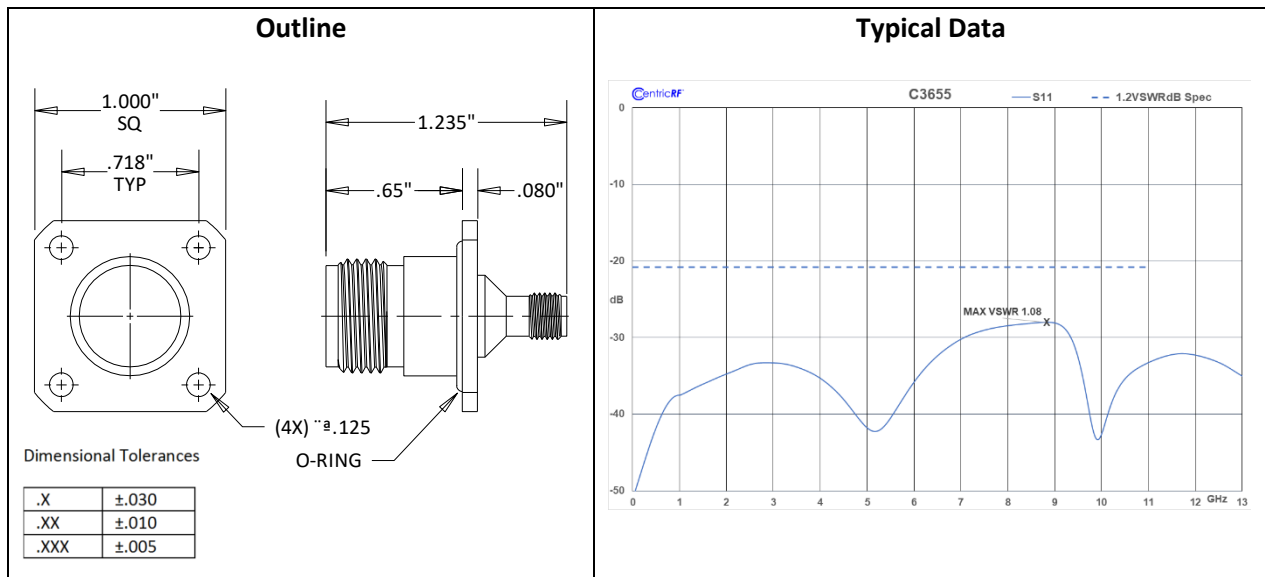 Outline
1.000"
SQ
.718"
TYP
1.235"
.65"
.080"
(4X) ¨ª.125
O-RING
Dimensional Tolerances
.X ±.030
.XX ±.010
.XXX ±.005
Typical Data
CentricRF
C3655
S11
1.2VSWRdB Spec
0
-10
-20
dB
-30
-40
-50
MAX VSWR 1.08
X
0 1 2 3 4 5 6 7 8 9 10 11 12 GHz 13